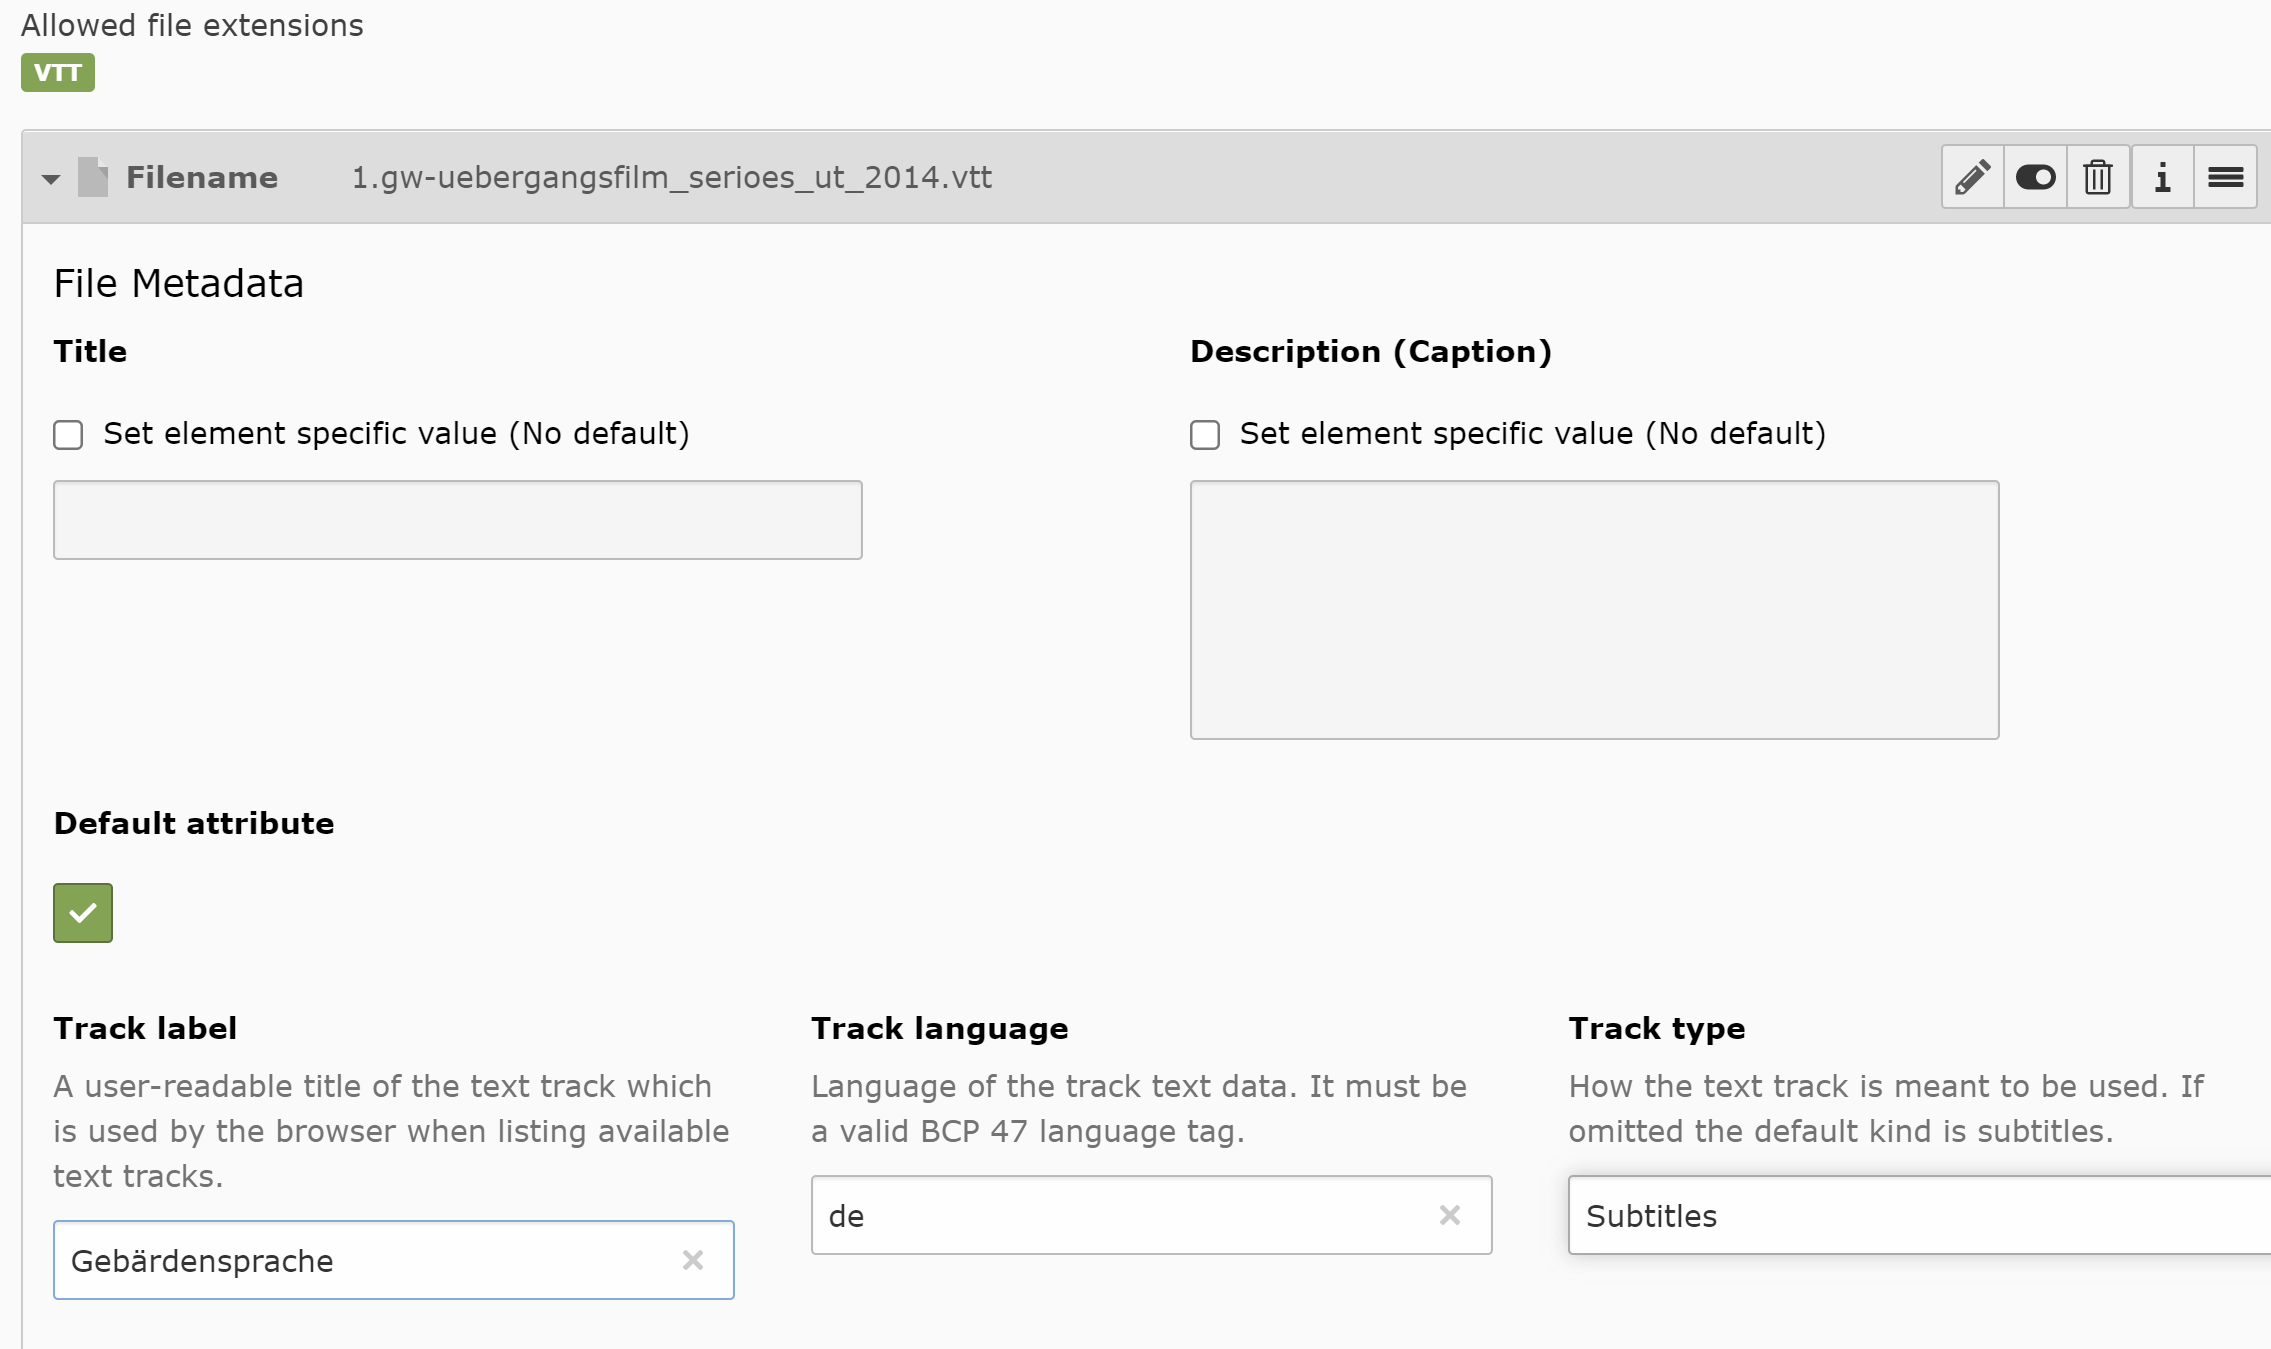 Allowed file extensions
VTT
Filename 1.gw-uebergangsfilm_serioes_ut_2014.vtt
File Metadata
Title
Description (Caption)
Set element specific value (No default)
Set element specific value (No default)
Default attribute
Track label
A user-readable title of the text track which
is used by the browser when listing available
text tracks.
Gebärdensprache
Track language
Language of the track text data. It must be
a valid BCP 47 language tag.
de
Track type
How the text track is meant to be used. If
omitted the default kind is subtitles.
Subtitles